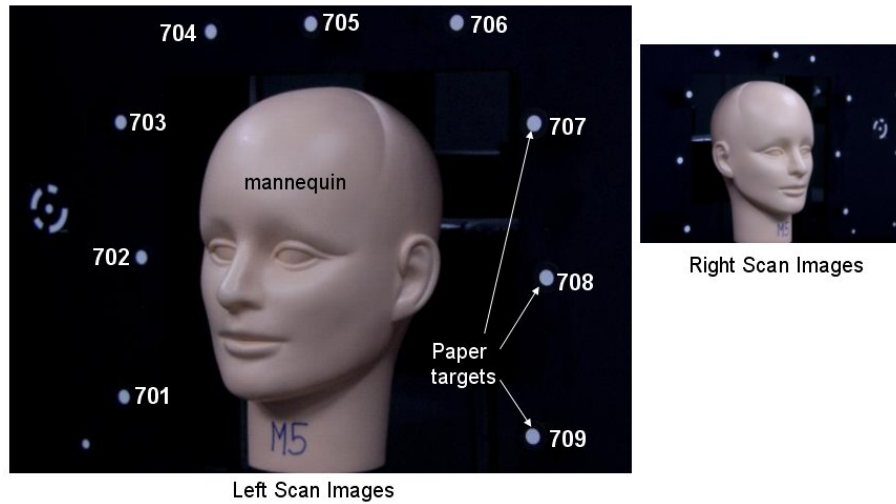 704
705
706
703
707
mannequin
702
708
Paper
targets
701
709
M5
Left Scan Images
M5
Right Scan Images